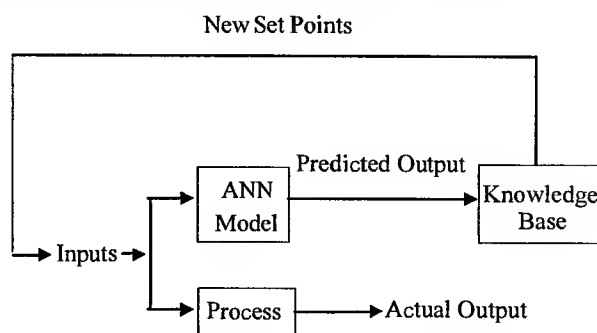 New Set Points
Predicted Output
ANN
Model
Knowledge
Base
Inputs
Process
Actual Output